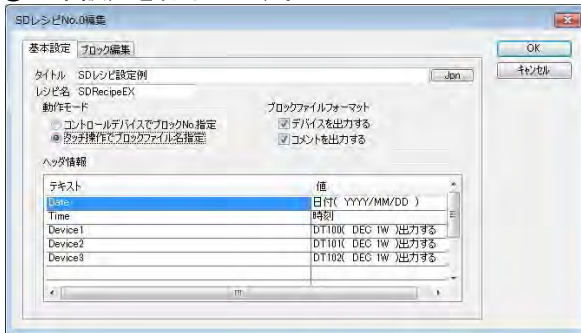 SDレシピNo.0編集
基本設定 ブロック編集
OK
キャンセル
タイトル SDレシピ設定例 Jpn
レシピ名 SDRecipeEX
動作モード ブロックファイルフォーマット
コントロールデバイスでブロックNo.指定 デバイスを出力する
タッチ操作でブロックファイル名指定 コメントを出力する
ヘッダ情報
テキスト 値
Date 日付( YYYY/MM/DD )
Time 時刻
Device1 DT100( DEC 1W )出力する
Device2 DT101( DEC 1W )出力する
Device3 DT102( DEC 1W )出力する